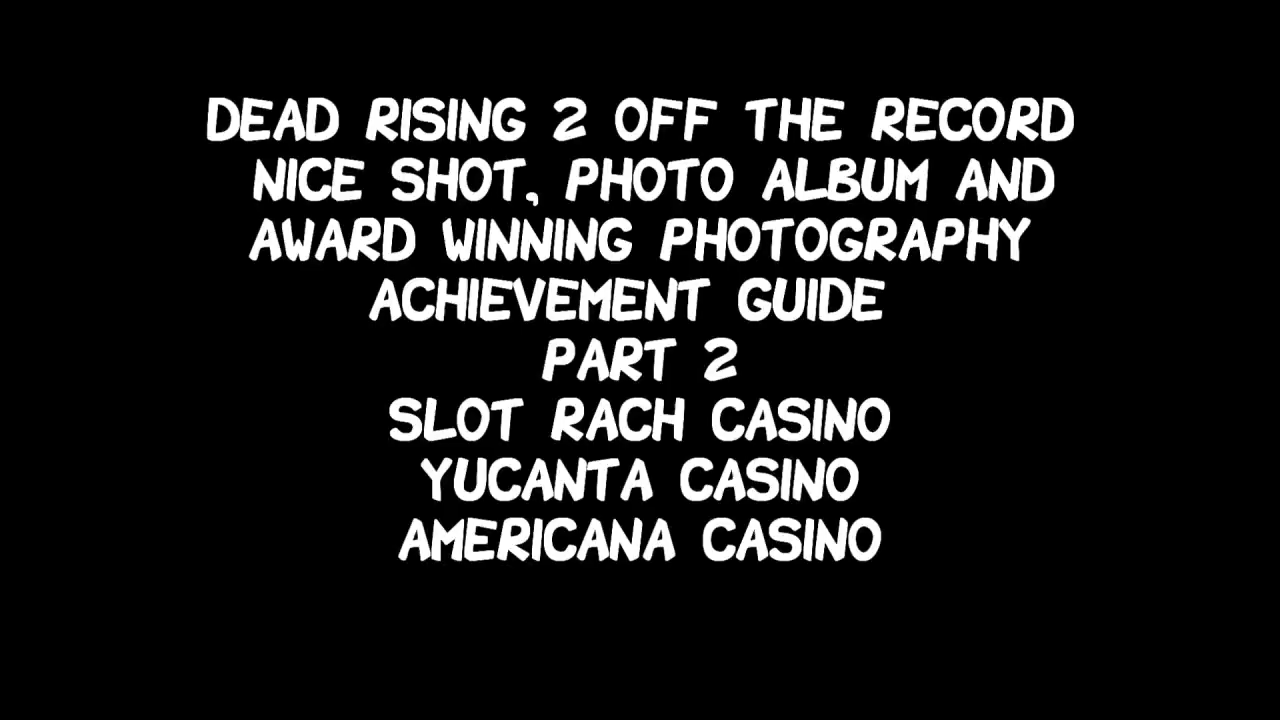 DEAD RISING 2 OFF THE RECORD
NICE SHOT, PHOTO ALBUM AND
AWARD WINNING PHOTOGRAPHY
ACHIEVEMENT GUIDE
PART 2
SLOT RACH CASINO
YUCANTA CASINO
AMERICANA CASINO